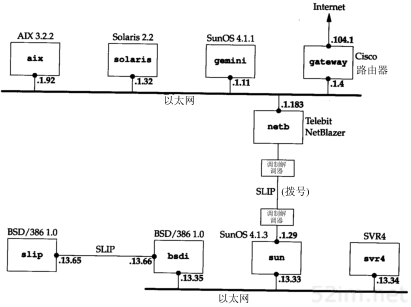 Internet
AIX 3.2.2
Solaris 2.2
SunOS 4.1.1
.104.1
aix
solaris
gemini
gateway
Cisco
路由器
.1.92
.1.32
.1.11
.1.4
以太网
.1.183
netb
Telebit
NetBlazer
调制解
调器
SLIP (拨号)
调制解
调器
BSD/386 1.0
BSD/386 1.0
SunOS 4.1.3
.1.29
SVR4
slip
SLIP
bsdi
sun
svr4
.13.65
.13.66
.13.35
.13.33
.13.34
以太网
52im.net